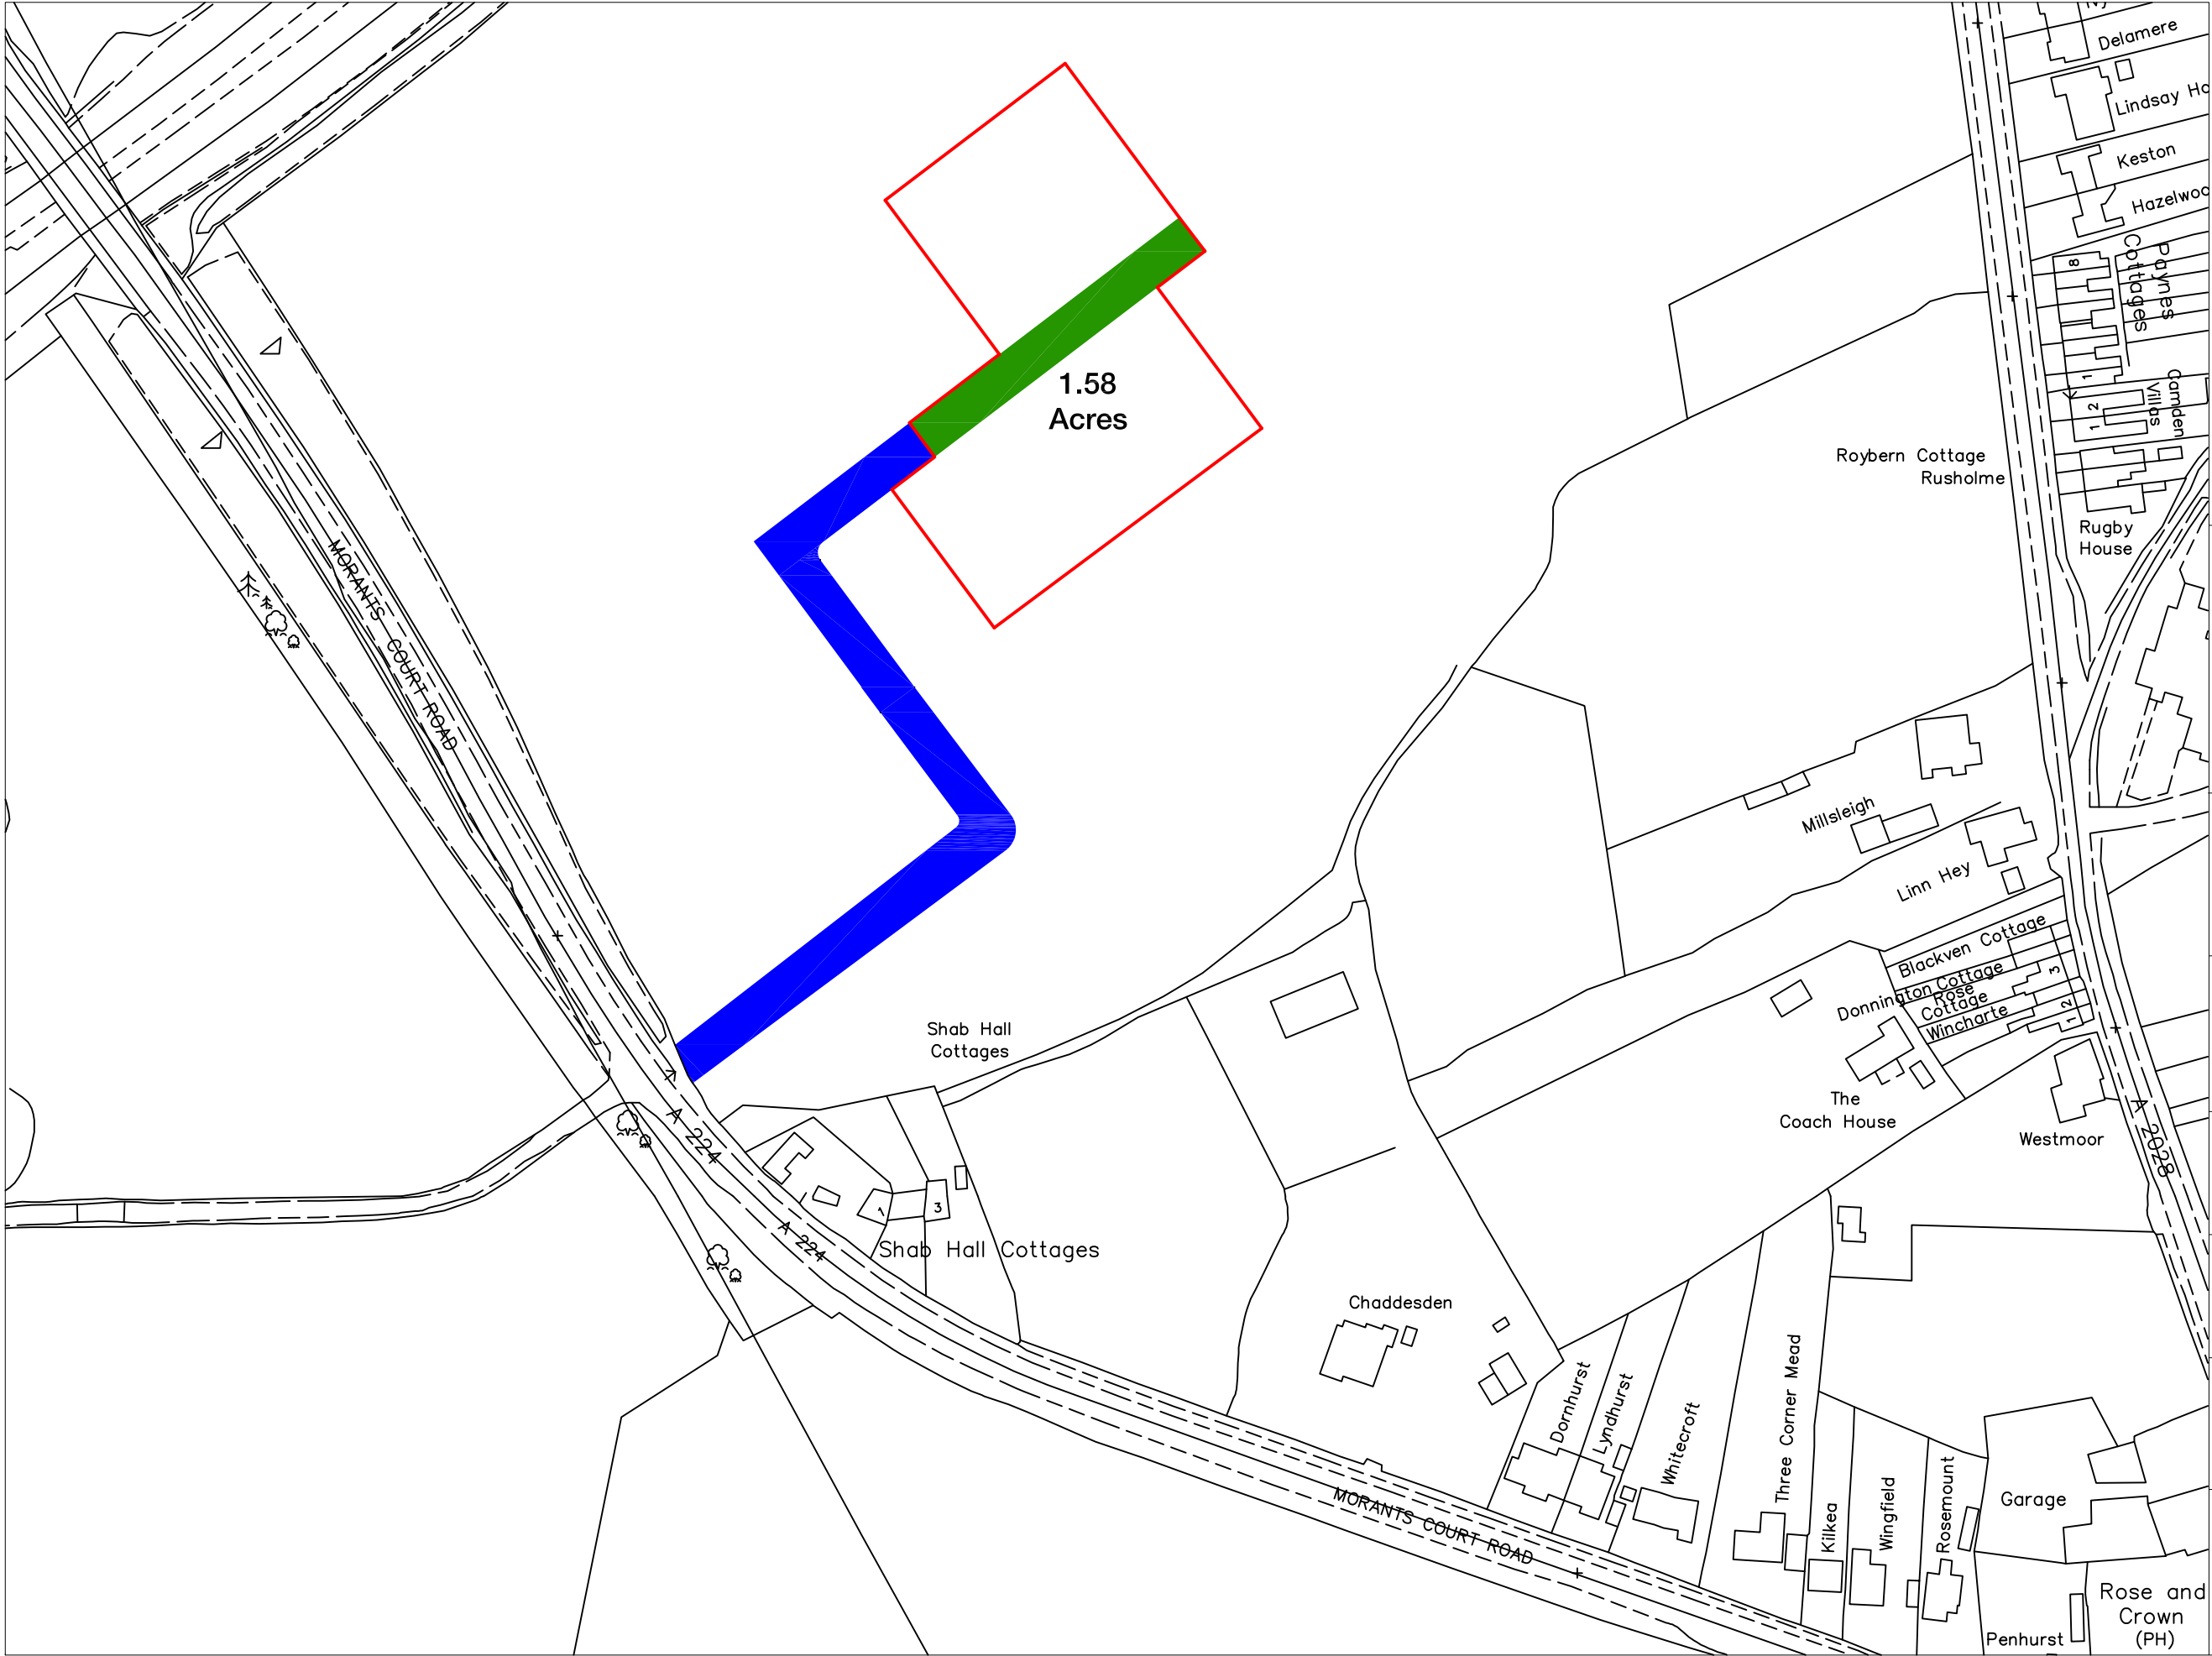 Delamere
Lindsay Ho
Keston
Hazelwoo
8
Paynes
Cottages
1
2
1
Camden
Villas
1.58
Acres
Roybern Cottage
Rusholme
Rugby
House
MORANTS COURT ROAD
Millsleigh
Linn Hey
Blackven Cottage
Donnington Cottage
Rose
Cottage
Wincharte
3
2
1
Shab Hall
Cottages
The
Coach House
Westmoor
A 2028
A 224
A 224
1
3
Shab Hall Cottages
Chaddesden
Dornhurst
Lyndhurst
Whitecroft
Three Corner Mead
Kilkea
Wingfield
Rosemount
Garage
MORANTS COURT ROAD
Rose and
Crown
(PH)
Penhurst